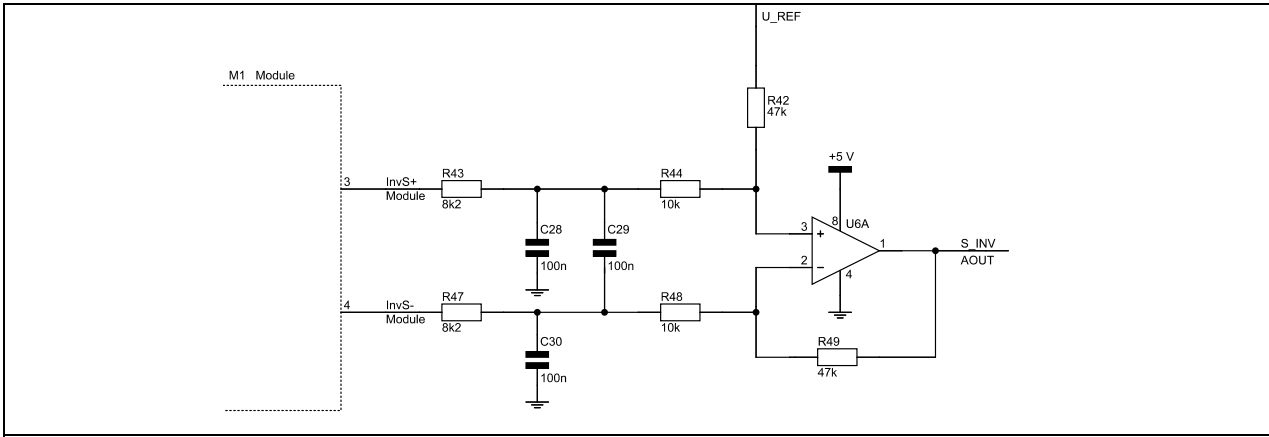 U_REF
M1 Module
R42
47k
+5 V
3
InvS+
Module
R43
8k2
R44
10k
8
U6A
3
+
C28
100n
C29
100n
1
S_INV
AOUT
2
−
4
4
InvS-
Module
R47
8k2
R48
10k
C30
100n
R49
47k